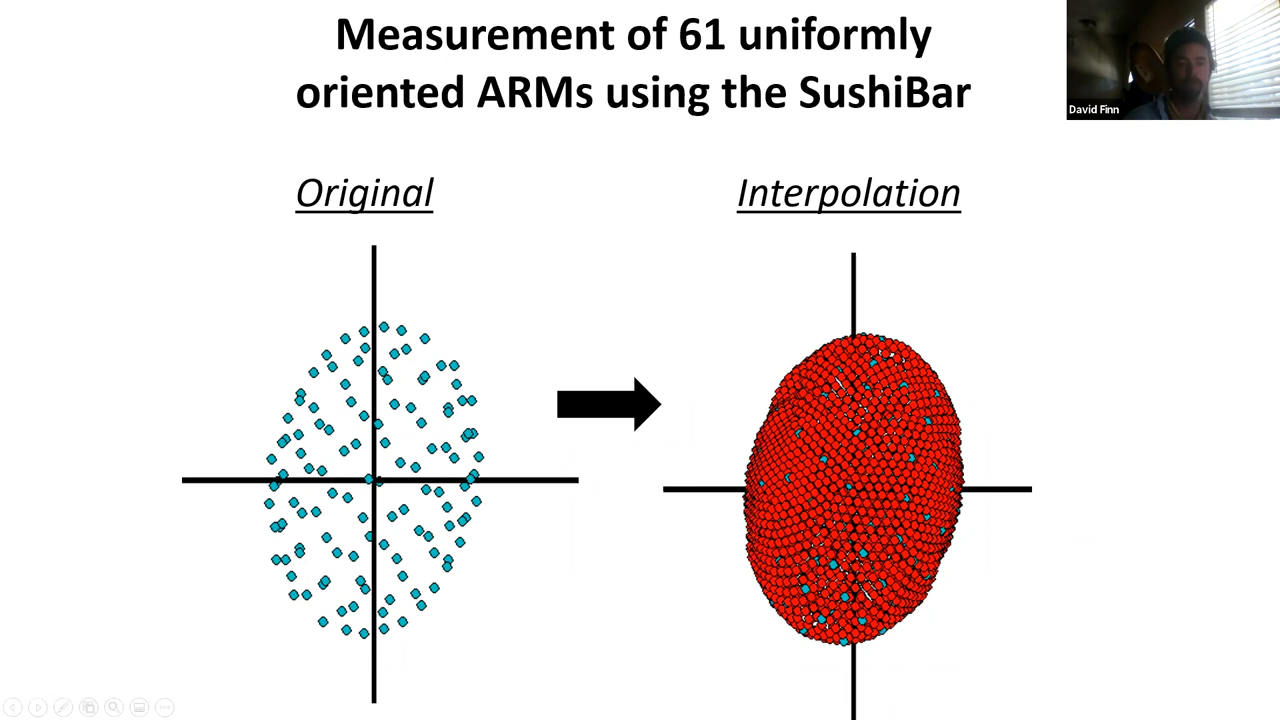 Measurement of 61 uniformly
oriented ARMs using the SushiBar
David Finn
Original
Interpolation